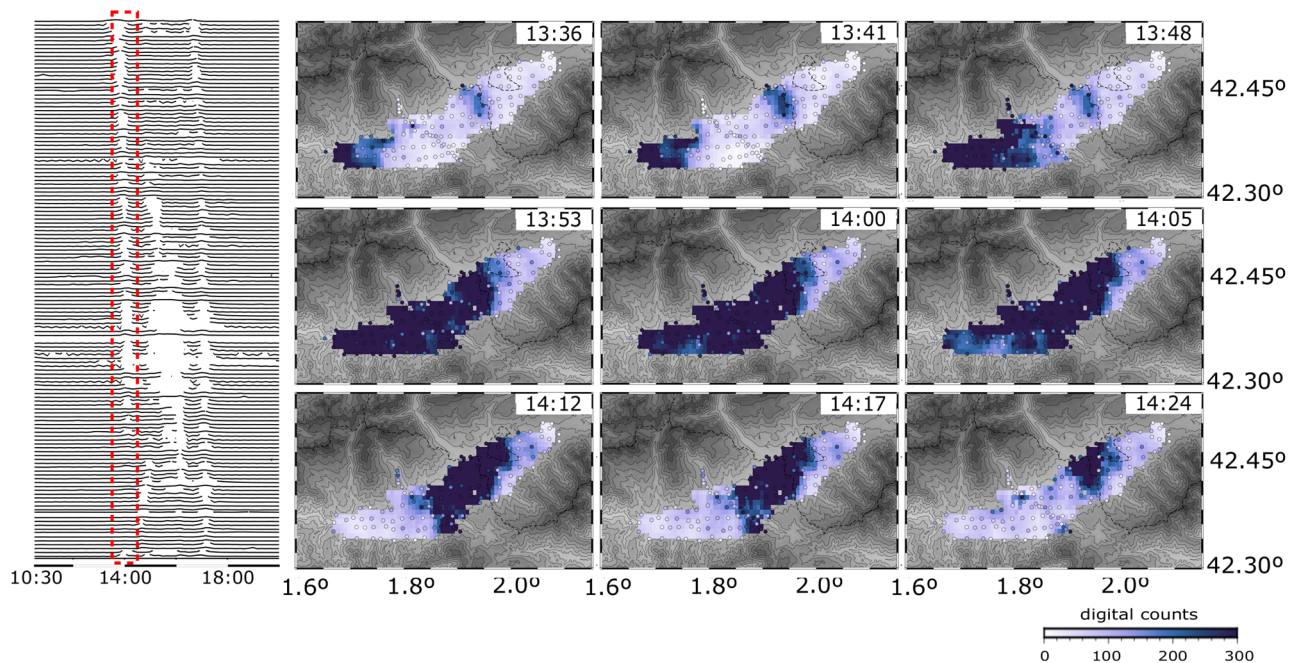 13:36 13:41 13:48
42.45º
42.30º
13:53 14:00 14:05
42.45º
42.30º
14:12 14:17 14:24
42.45º
42.30º
10:30 14:00 18:00 1.6º 1.8º 2.0º 1.6º 1.8º 2.0º 1.6º 1.8º 2.0º
digital counts
0 100 200 300